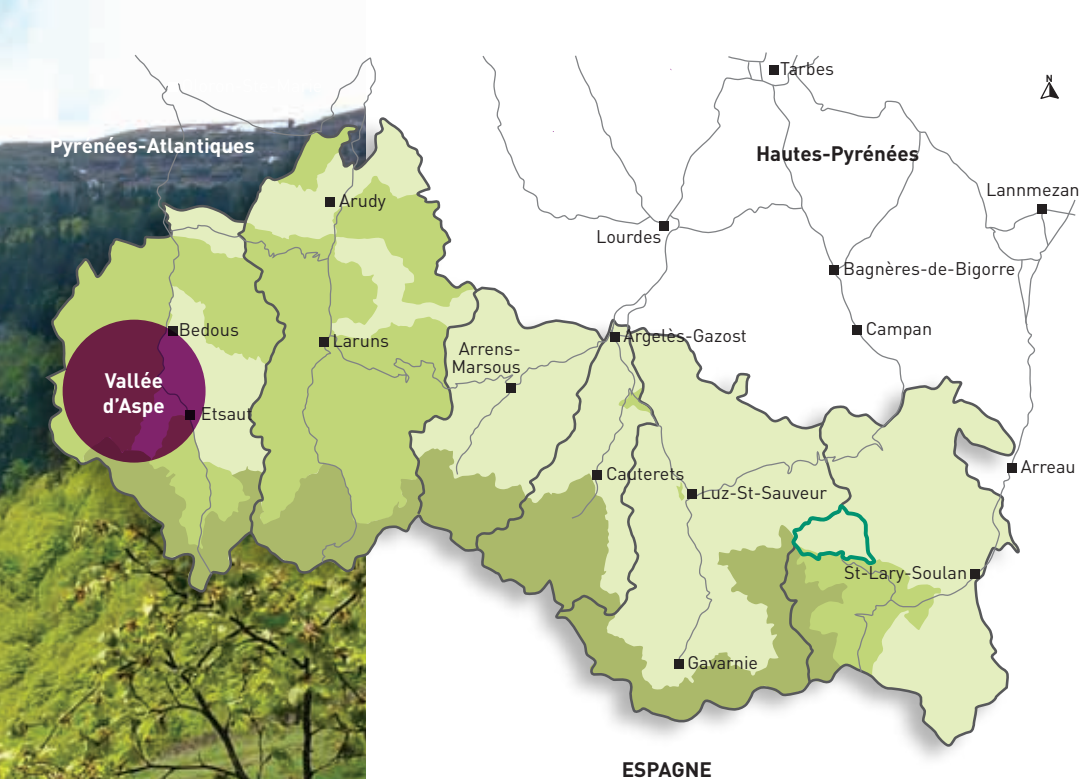 Tarbes
N
Pyrénées-Atlantiques
Hautes-Pyrénées
Lannmezan
Arudy
Lourdes
Bagnères-de-Bigorre
Bedous
Laruns
Argelès-Gazost
Campan
Arrens-
Marsous
Vallée
d'Aspe
Etsaut
Cauterets
Luz-St-Sauveur
Arreau
St-Lary-Soulan
Gavarnie
ESPAGNE